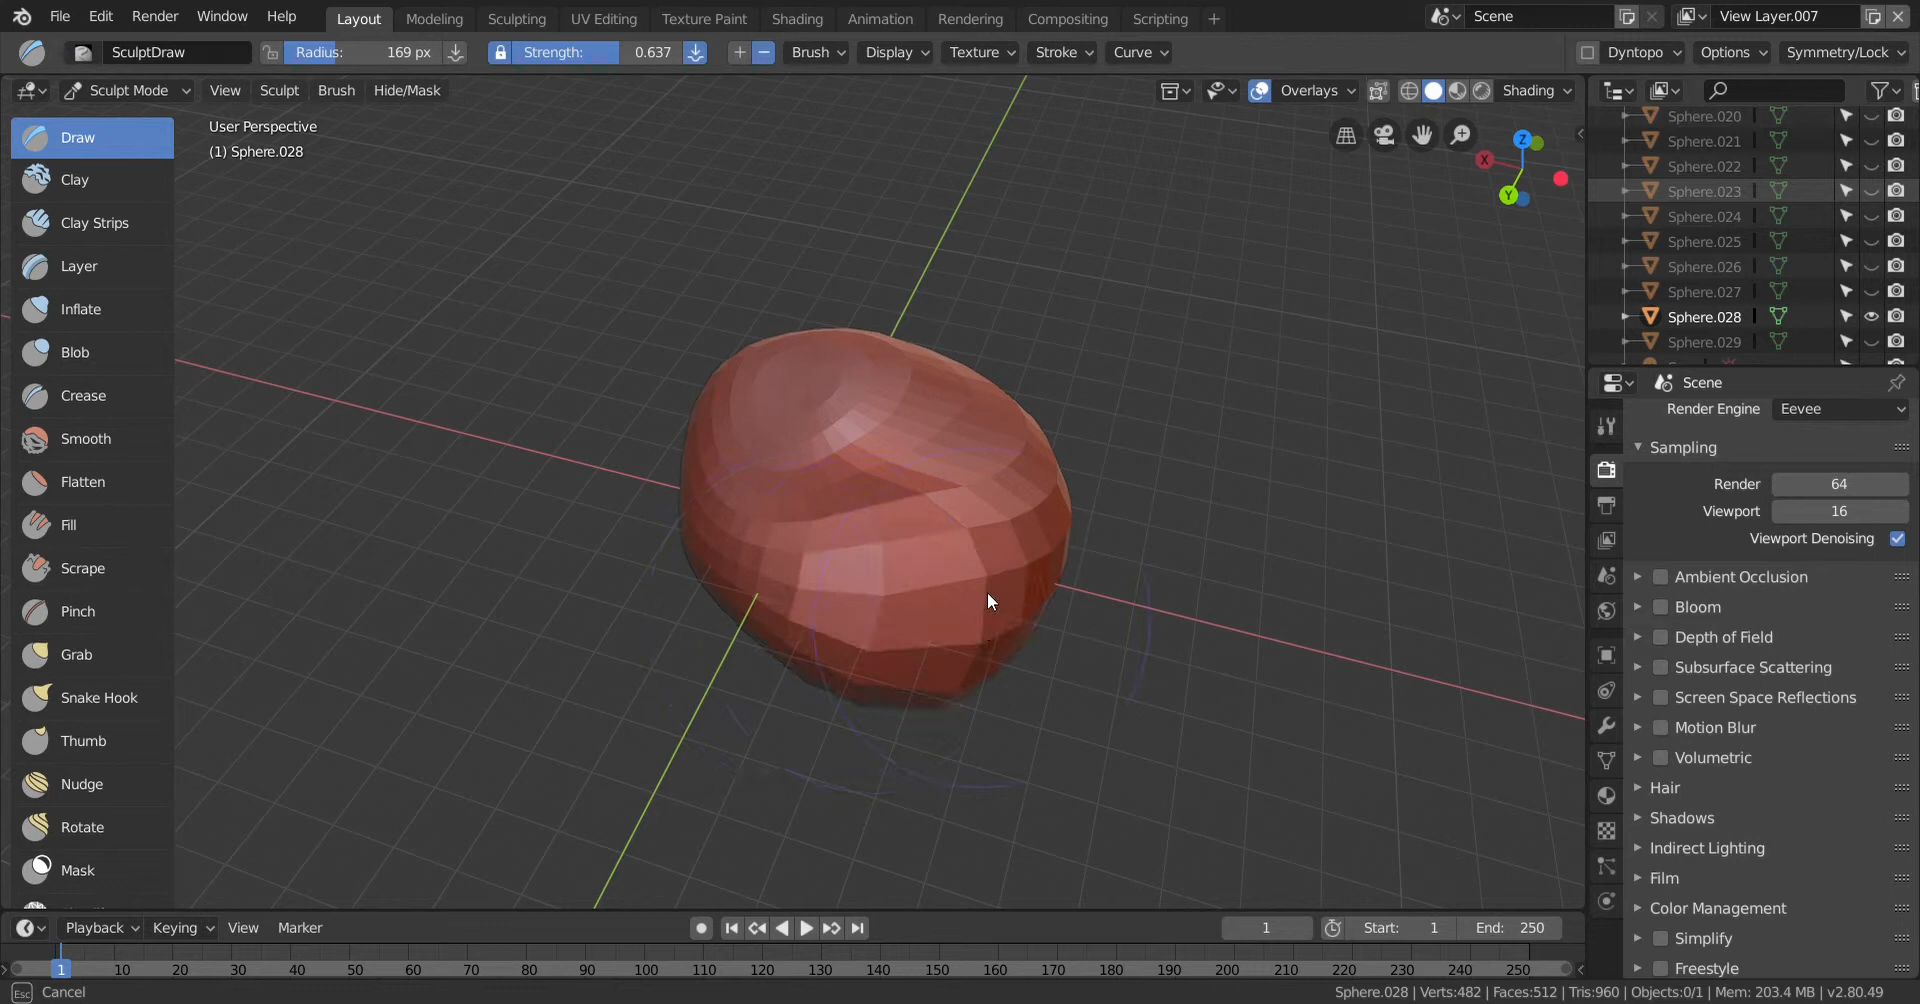 File Edit Render Window Help Layout Modeling Sculpting UV Editing Texture Paint Shading Animation Rendering Compositing Scripting + Scene View Layer.007
SculptDraw Radius: 169 px Strength: 0.637 + − Brush Display Texture Stroke Curve Dyntopo Options Symmetry/Lock
Sculpt Mode View Sculpt Brush Hide/Mask Overlays Shading
User Perspective
(1) Sphere.028
Draw
Clay
Clay Strips
Layer
Inflate
Blob
Crease
Smooth
Flatten
Fill
Scrape
Pinch
Grab
Snake Hook
Thumb
Nudge
Rotate
Mask
Z
X
Y
Sphere.020
Sphere.021
Sphere.022
Sphere.023
Sphere.024
Sphere.025
Sphere.026
Sphere.027
Sphere.028
Sphere.029
Scene
Render Engine Eevee
Sampling
Render 64
Viewport 16
Viewport Denoising
Ambient Occlusion
Bloom
Depth of Field
Subsurface Scattering
Screen Space Reflections
Motion Blur
Volumetric
Hair
Shadows
Indirect Lighting
Film
Color Management
Simplify
Freestyle
Playback Keying View Marker 1 Start: 1 End: 250
1 10 20 30 40 50 60 70 80 90 100 110 120 130 140 150 160 170 180 190 200 210 220 230 240 250
Esc Cancel Sphere.028 | Verts:482 | Faces:512 | Tris:960 | Objects:0/1 | Mem: 203.4 MB | v2.80.49